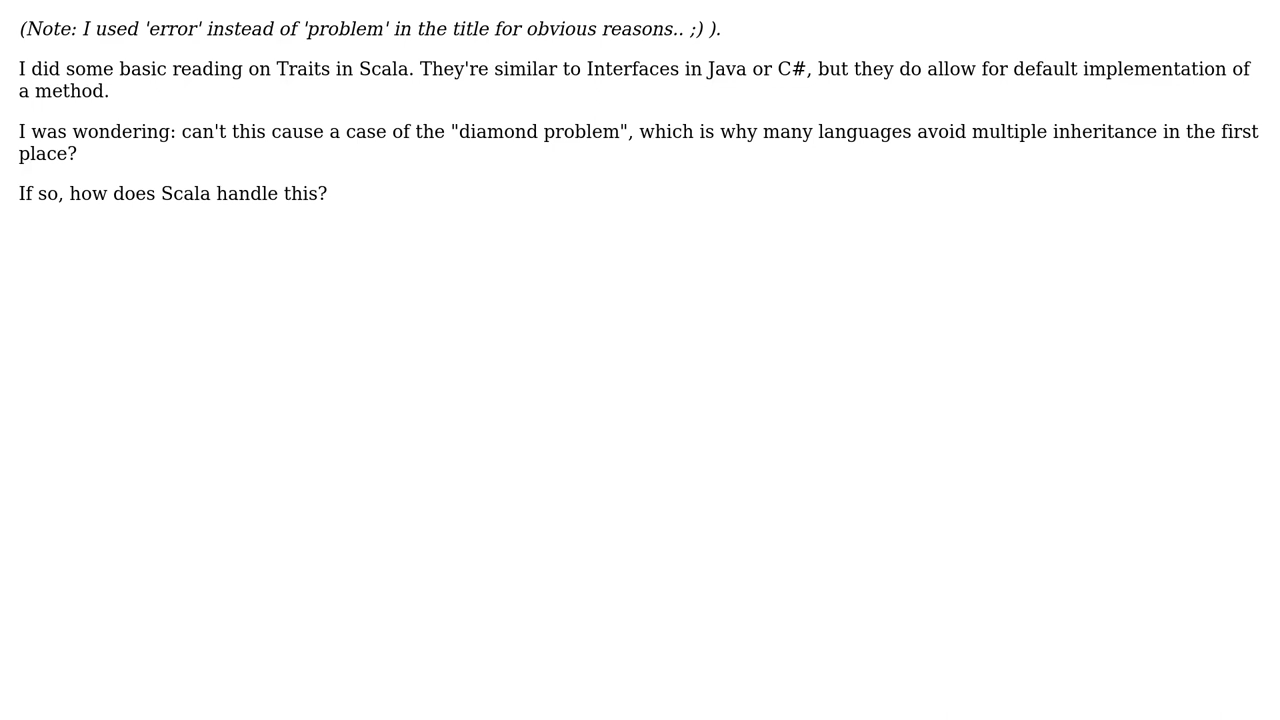 (Note: I used 'error' instead of 'problem' in the title for obvious reasons.. ;) ).
I did some basic reading on Traits in Scala. They're similar to Interfaces in Java or C#, but they do allow for default implementation of
a method.
I was wondering: can't this cause a case of the "diamond problem", which is why many languages avoid multiple inheritance in the first
place?
If so, how does Scala handle this?